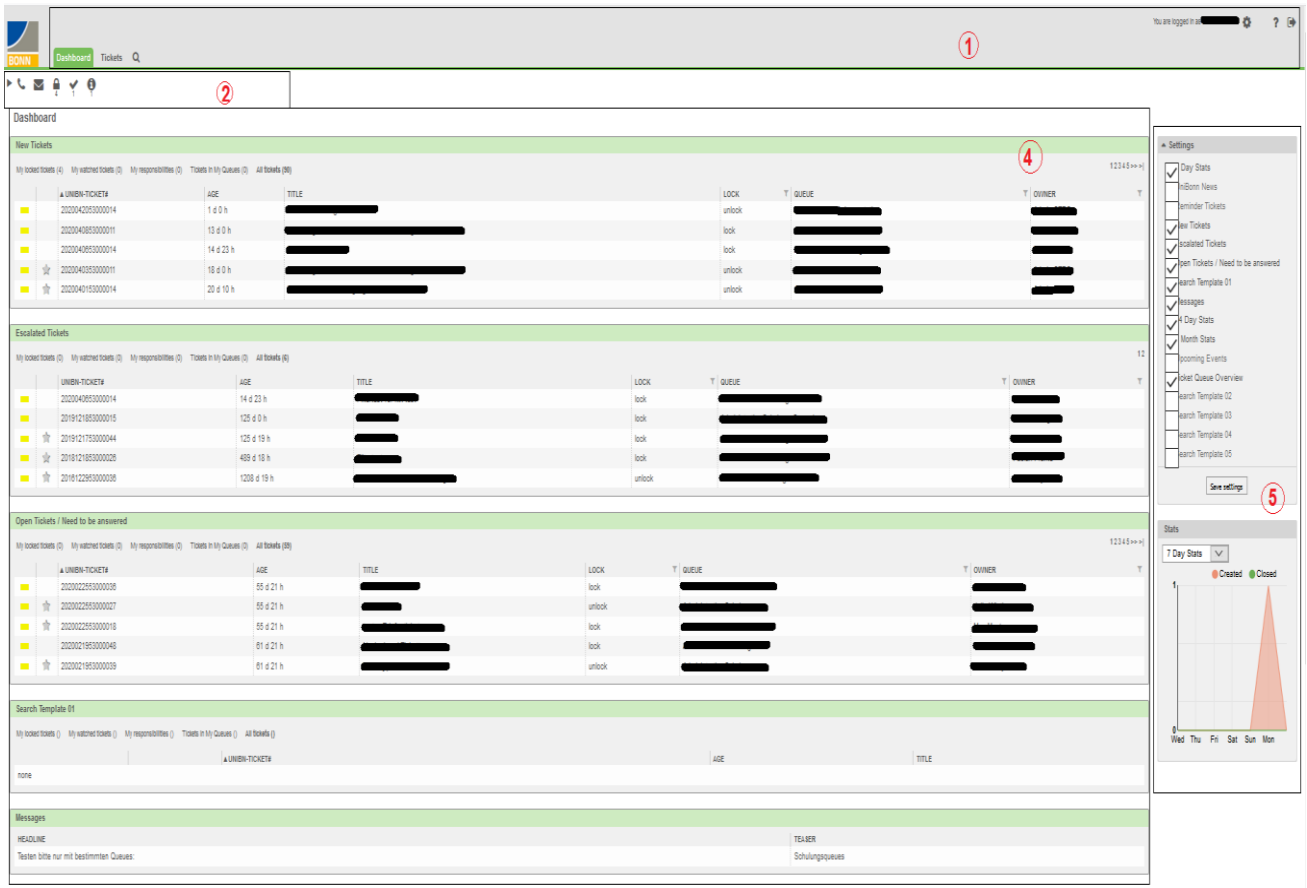 You are logged in as
?
1
BONN
Dashboard Tickets
4 1 1
2
Dashboard
New Tickets
4
My locked tickets (4) My watched tickets (0) My responsibilities (0) Tickets in My Queues (0) All tickets (90) 1 2 3 4 5 >> >|
▲ UNIBN-TICKET# AGE TITLE LOCK QUEUE OWNER
2020042053000014 1 d 0 h unlock
2020040853000011 13 d 0 h lock
2020040653000014 14 d 23 h lock
2020040353000011 18 d 0 h unlock
2020040153000014 20 d 10 h unlock
Escalated Tickets
My locked tickets (0) My watched tickets (0) My responsibilities (0) Tickets in My Queues (0) All tickets (6) 1 2
UNIBN-TICKET# AGE TITLE LOCK QUEUE OWNER
2020040653000014 14 d 23 h lock
2019121853000015 125 d 0 h lock
2019121753000044 125 d 19 h lock
2018121853000026 489 d 18 h lock
2016122953000036 1208 d 19 h unlock
Open Tickets / Need to be answered
My locked tickets (0) My watched tickets (0) My responsibilities (0) Tickets in My Queues (0) All tickets (55) 1 2 3 4 5 >> >|
▲ UNIBN-TICKET# AGE TITLE LOCK QUEUE OWNER
2020022553000036 55 d 21 h lock
2020022553000027 55 d 21 h unlock
2020022553000018 55 d 21 h lock
2020021953000048 61 d 21 h lock
2020021953000039 61 d 21 h unlock
Search Template 01
My locked tickets () My watched tickets () My responsibilities () Tickets in My Queues () All tickets ()
▲ UNIBN-TICKET# AGE TITLE
none
Messages
HEADLINE TEASER
Testen bitte nur mit bestimmten Queues: Schulungsqueues
▲ Settings
Day Stats
niBonn News
eminder Tickets
ew Tickets
scalated Tickets
pen Tickets / Need to be answered
earch Template 01
essages
4 Day Stats
Month Stats
pcoming Events
icket Queue Overview
earch Template 02
earch Template 03
earch Template 04
earch Template 05
Save settings
5
Stats
7 Day Stats
Created Closed
1
0
Wed Thu Fri Sat Sun Mon